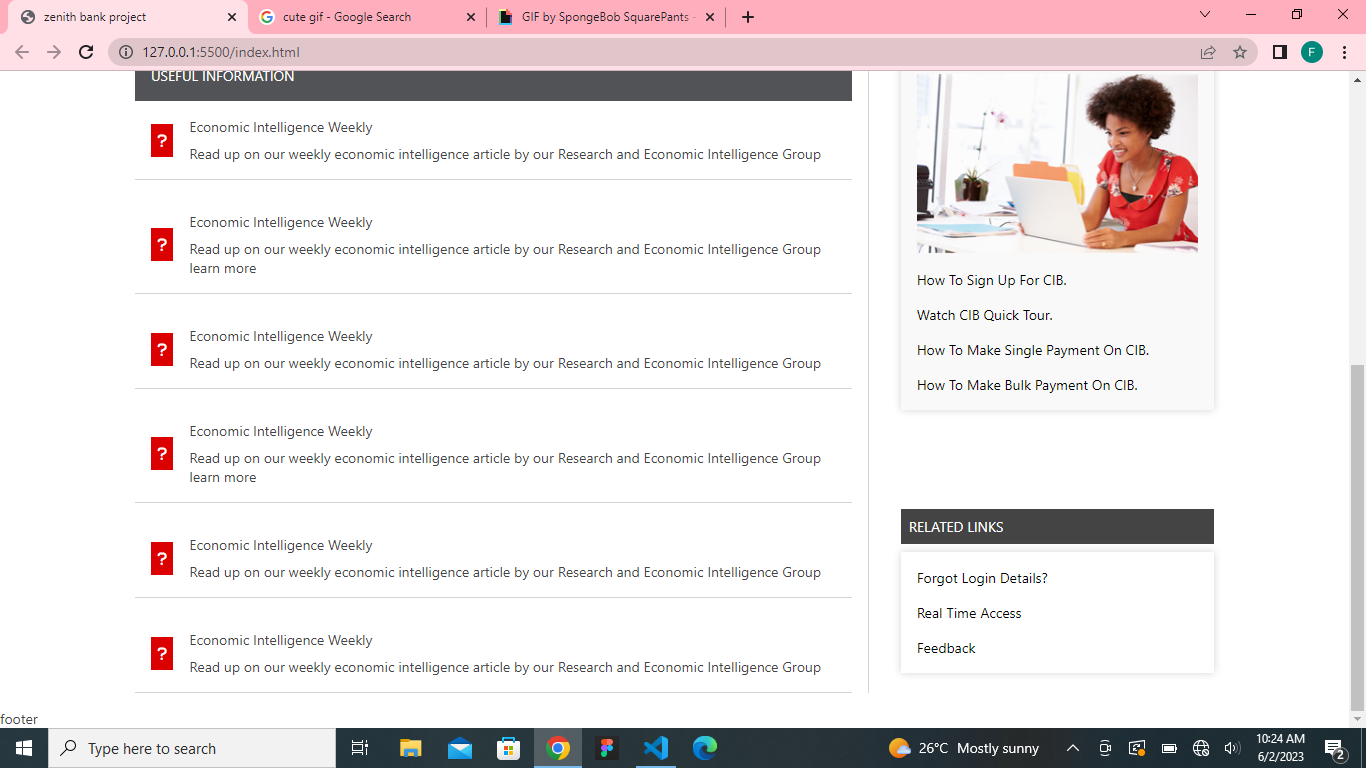 zenith bank project
cute gif - Google Search
GIF by SpongeBob SquarePants -
127.0.0.1:5500/index.html
F
USEFUL INFORMATION
?
Economic Intelligence Weekly
Read up on our weekly economic intelligence article by our Research and Economic Intelligence Group
?
Economic Intelligence Weekly
Read up on our weekly economic intelligence article by our Research and Economic Intelligence Group
learn more
?
Economic Intelligence Weekly
Read up on our weekly economic intelligence article by our Research and Economic Intelligence Group
?
Economic Intelligence Weekly
Read up on our weekly economic intelligence article by our Research and Economic Intelligence Group
learn more
?
Economic Intelligence Weekly
Read up on our weekly economic intelligence article by our Research and Economic Intelligence Group
?
Economic Intelligence Weekly
Read up on our weekly economic intelligence article by our Research and Economic Intelligence Group
How To Sign Up For CIB.
Watch CIB Quick Tour.
How To Make Single Payment On CIB.
How To Make Bulk Payment On CIB.
RELATED LINKS
Forgot Login Details?
Real Time Access
Feedback
footer
Type here to search
26°C Mostly sunny
10:24 AM
6/2/2023
2